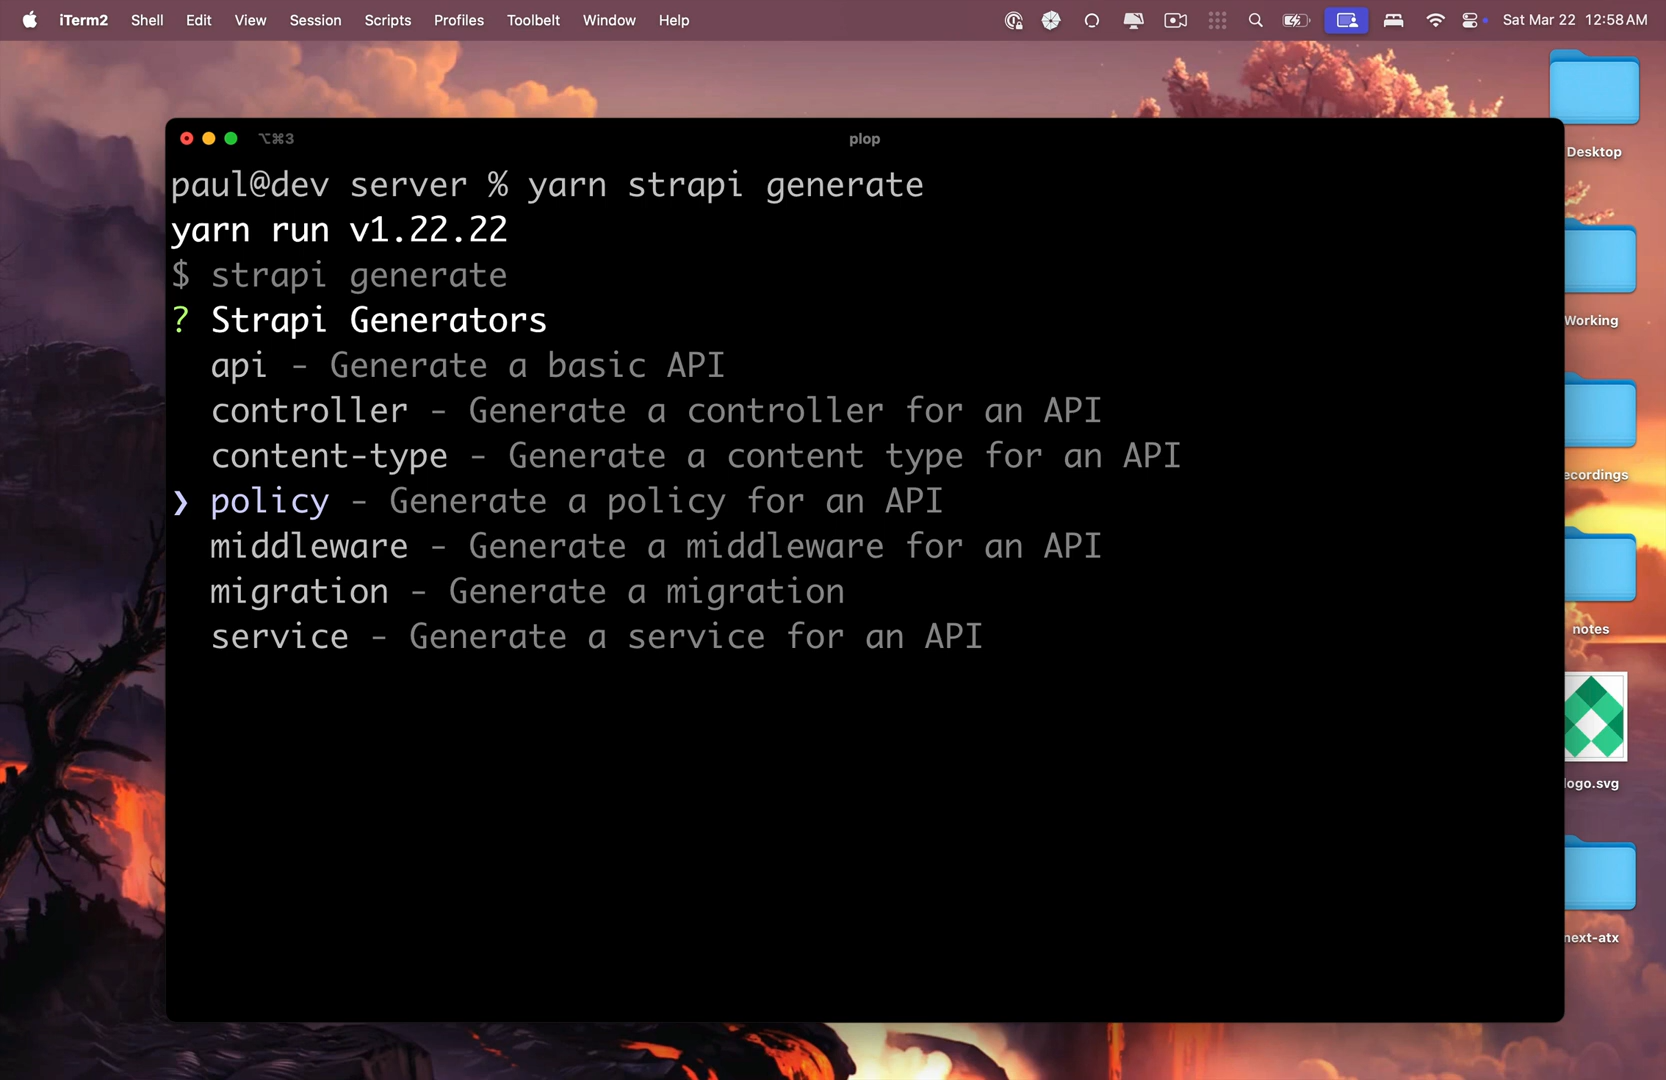 iTerm2 Shell Edit View Session Scripts Profiles Toolbelt Window Help Sat Mar 22 12:58 AM
⌥⌘3 plop
paul@dev server % yarn strapi generate
yarn run v1.22.22
$ strapi generate
? Strapi Generators
api - Generate a basic API
controller - Generate a controller for an API
content-type - Generate a content type for an API
❯ policy - Generate a policy for an API
middleware - Generate a middleware for an API
migration - Generate a migration
service - Generate a service for an API
Desktop
Working
ecordings
notes
logo.svg
next-atx